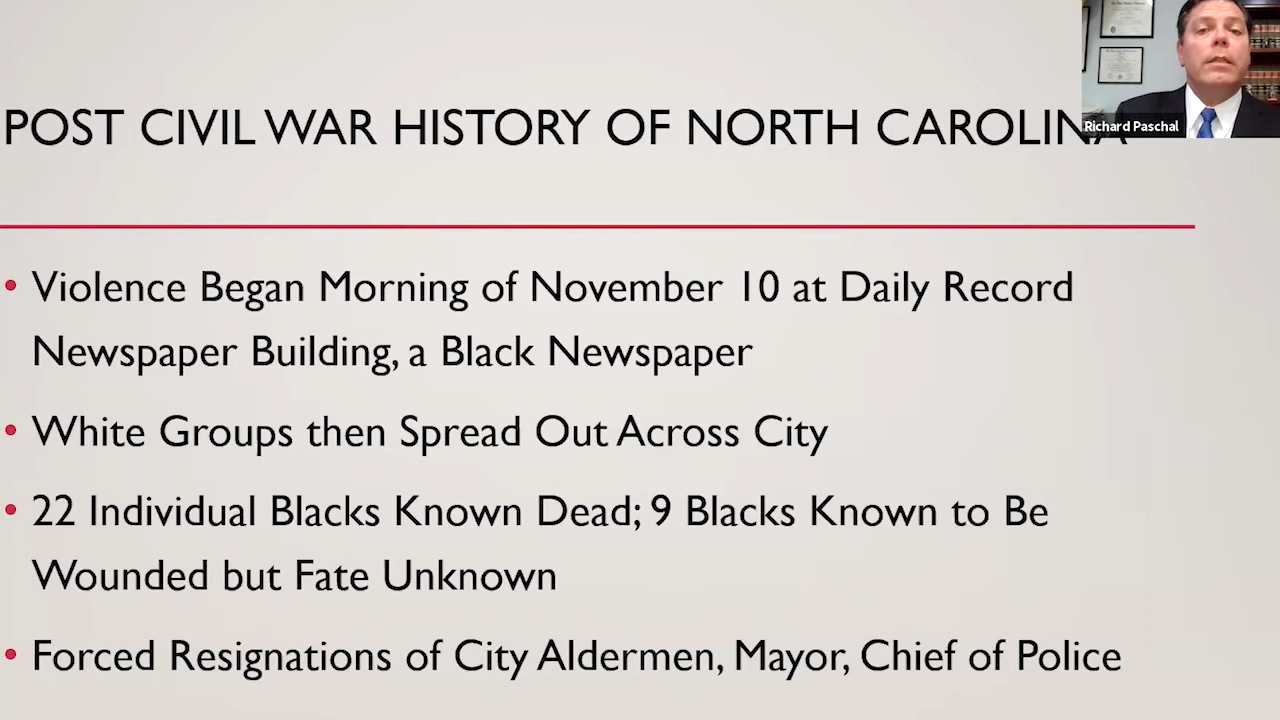 POST CIVIL WAR HISTORY OF NORTH CAROLINA
Richard Paschal
• Violence Began Morning of November 10 at Daily Record
Newspaper Building, a Black Newspaper
• White Groups then Spread Out Across City
• 22 Individual Blacks Known Dead; 9 Blacks Known to Be
Wounded but Fate Unknown
• Forced Resignations of City Aldermen, Mayor, Chief of Police